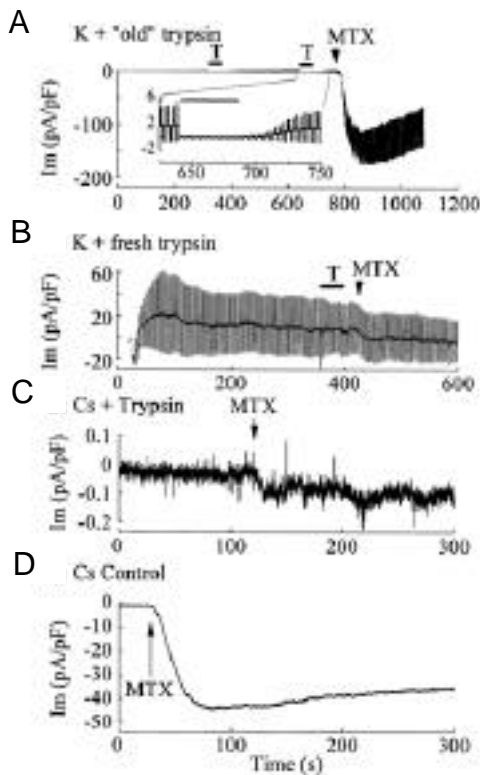 A
K + "old" trypsin
T T MTX
Im (pA/pF)
0
-100
-200
6
2
-2
650 700 750
0 200 400 600 800 1000 1200
B
K + fresh trypsin
T MTX
Im (pA/pF)
60
20
-20
0 200 400 600
C
Cs + Trypsin
MTX
Im (pA/pF)
0.1
0
-0.1
-0.2
0 100 200 300
D
Cs Control
MTX
Im (pA/pF)
0
-10
-20
-30
-40
-50
0 100 200 300
Time (s)